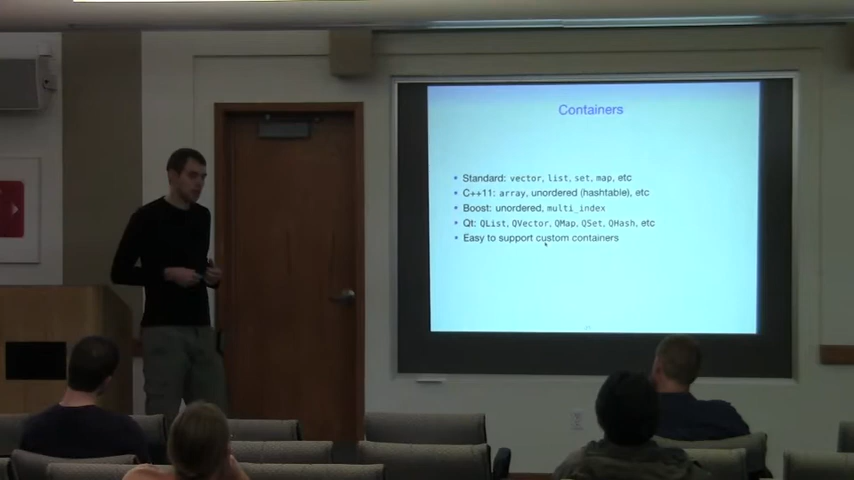 Containers
• Standard: vector, list, set, map, etc
• C++11: array, unordered (hashtable), etc
• Boost: unordered, multi_index
• Qt: QList, QVector, QMap, QSet, QHash, etc
• Easy to support custom containers